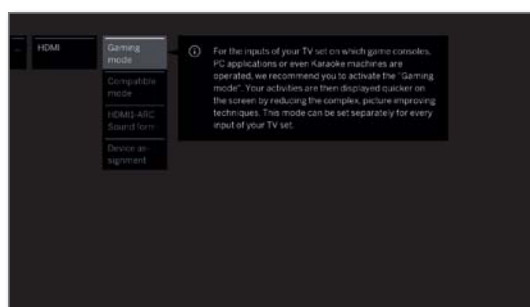 ...
HDMI
Gaming
mode
For the inputs of your TV set on which game consoles,
PC applications or even Karaoke machines are
operated, we recommend you to activate the "Gaming
mode". Your activities are then displayed quicker on
the screen by reducing the complex, picture improving
techniques. This mode can be set separately for every
input of your TV set.
Compatible
mode
HDMI1-ARC
Sound form
Device as-
signment